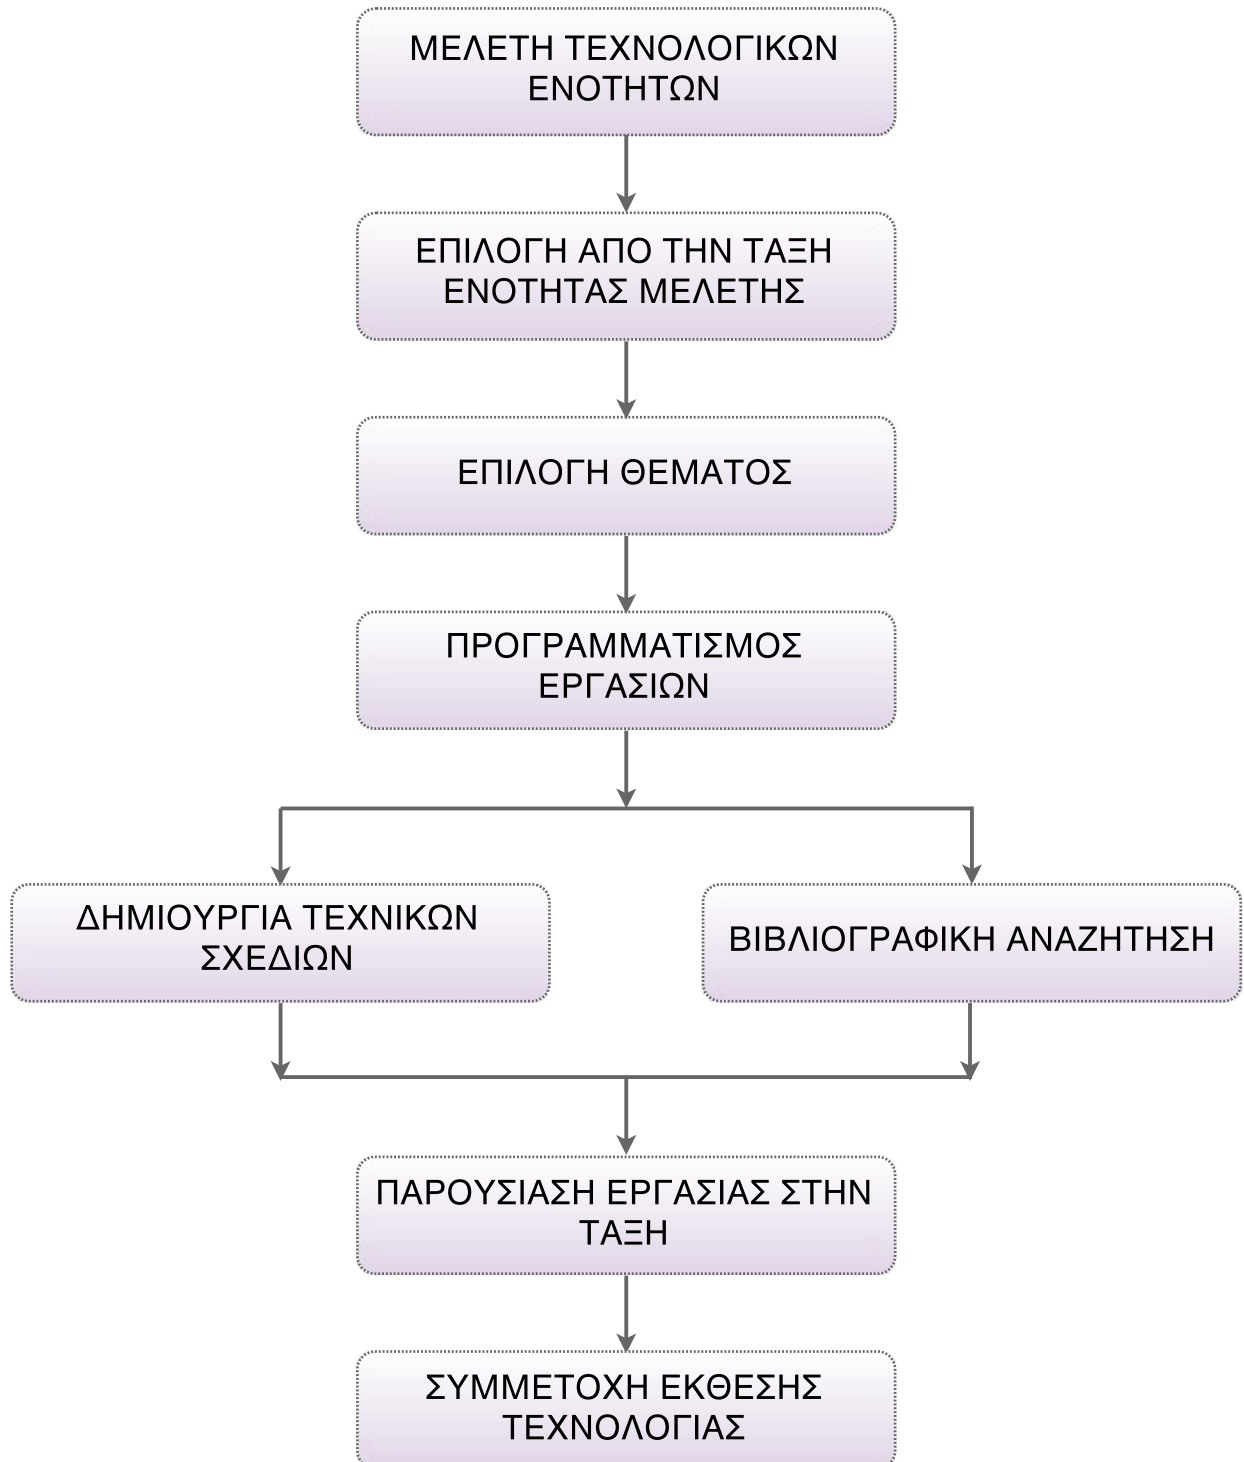 ΜΕΛΕΤΗ ΤΕΧΝΟΛΟΓΙΚΩΝ
ΕΝΟΤΗΤΩΝ
ΕΠΙΛΟΓΗ ΑΠΟ ΤΗΝ ΤΑΞΗ
ΕΝΟΤΗΤΑΣ ΜΕΛΕΤΗΣ
ΕΠΙΛΟΓΗ ΘΕΜΑΤΟΣ
ΠΡΟΓΡΑΜΜΑΤΙΣΜΟΣ
ΕΡΓΑΣΙΩΝ
ΔΗΜΙΟΥΡΓΙΑ ΤΕΧΝΙΚΩΝ
ΣΧΕΔΙΩΝ
ΒΙΒΛΙΟΓΡΑΦΙΚΗ ΑΝΑΖΗΤΗΣΗ
ΠΑΡΟΥΣΙΑΣΗ ΕΡΓΑΣΙΑΣ ΣΤΗΝ
ΤΑΞΗ
ΣΥΜΜΕΤΟΧΗ ΕΚΘΕΣΗΣ
ΤΕΧΝΟΛΟΓΙΑΣ